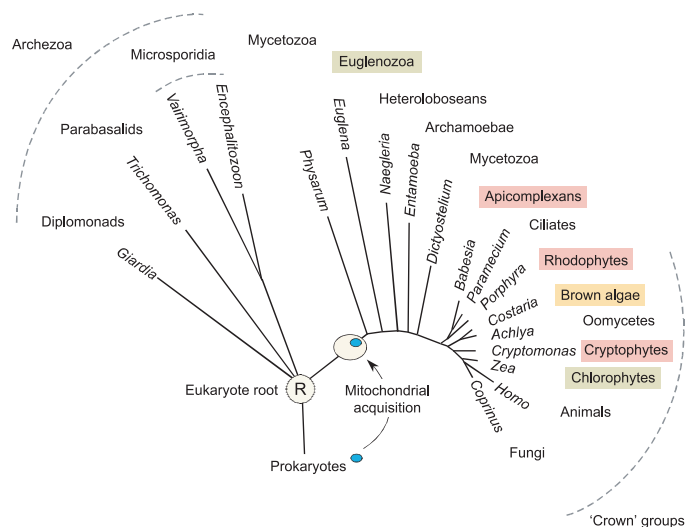 Archezoa
Microsporidia
Mycetozoa
Euglenozoa
Heteroloboseans
Archamoebae
Mycetozoa
Apicomplexans
Ciliates
Rhodophytes
Brown algae
Oomycetes
Cryptophytes
Chlorophytes
Animals
Fungi
'Crown' groups
Parabasalids
Diplomonads
Giardia
Trichomonas
Vairimorpha
Encephalitozoon
Physarum
Euglena
Naegleria
Entamoeba
Dictyostelium
Babesia
Paramecium
Porphyra
Costaria
Achlya
Cryptomonas
Zea
Homo
Coprinus
Eukaryote root
R
Mitochondrial
acquisition
Prokaryotes